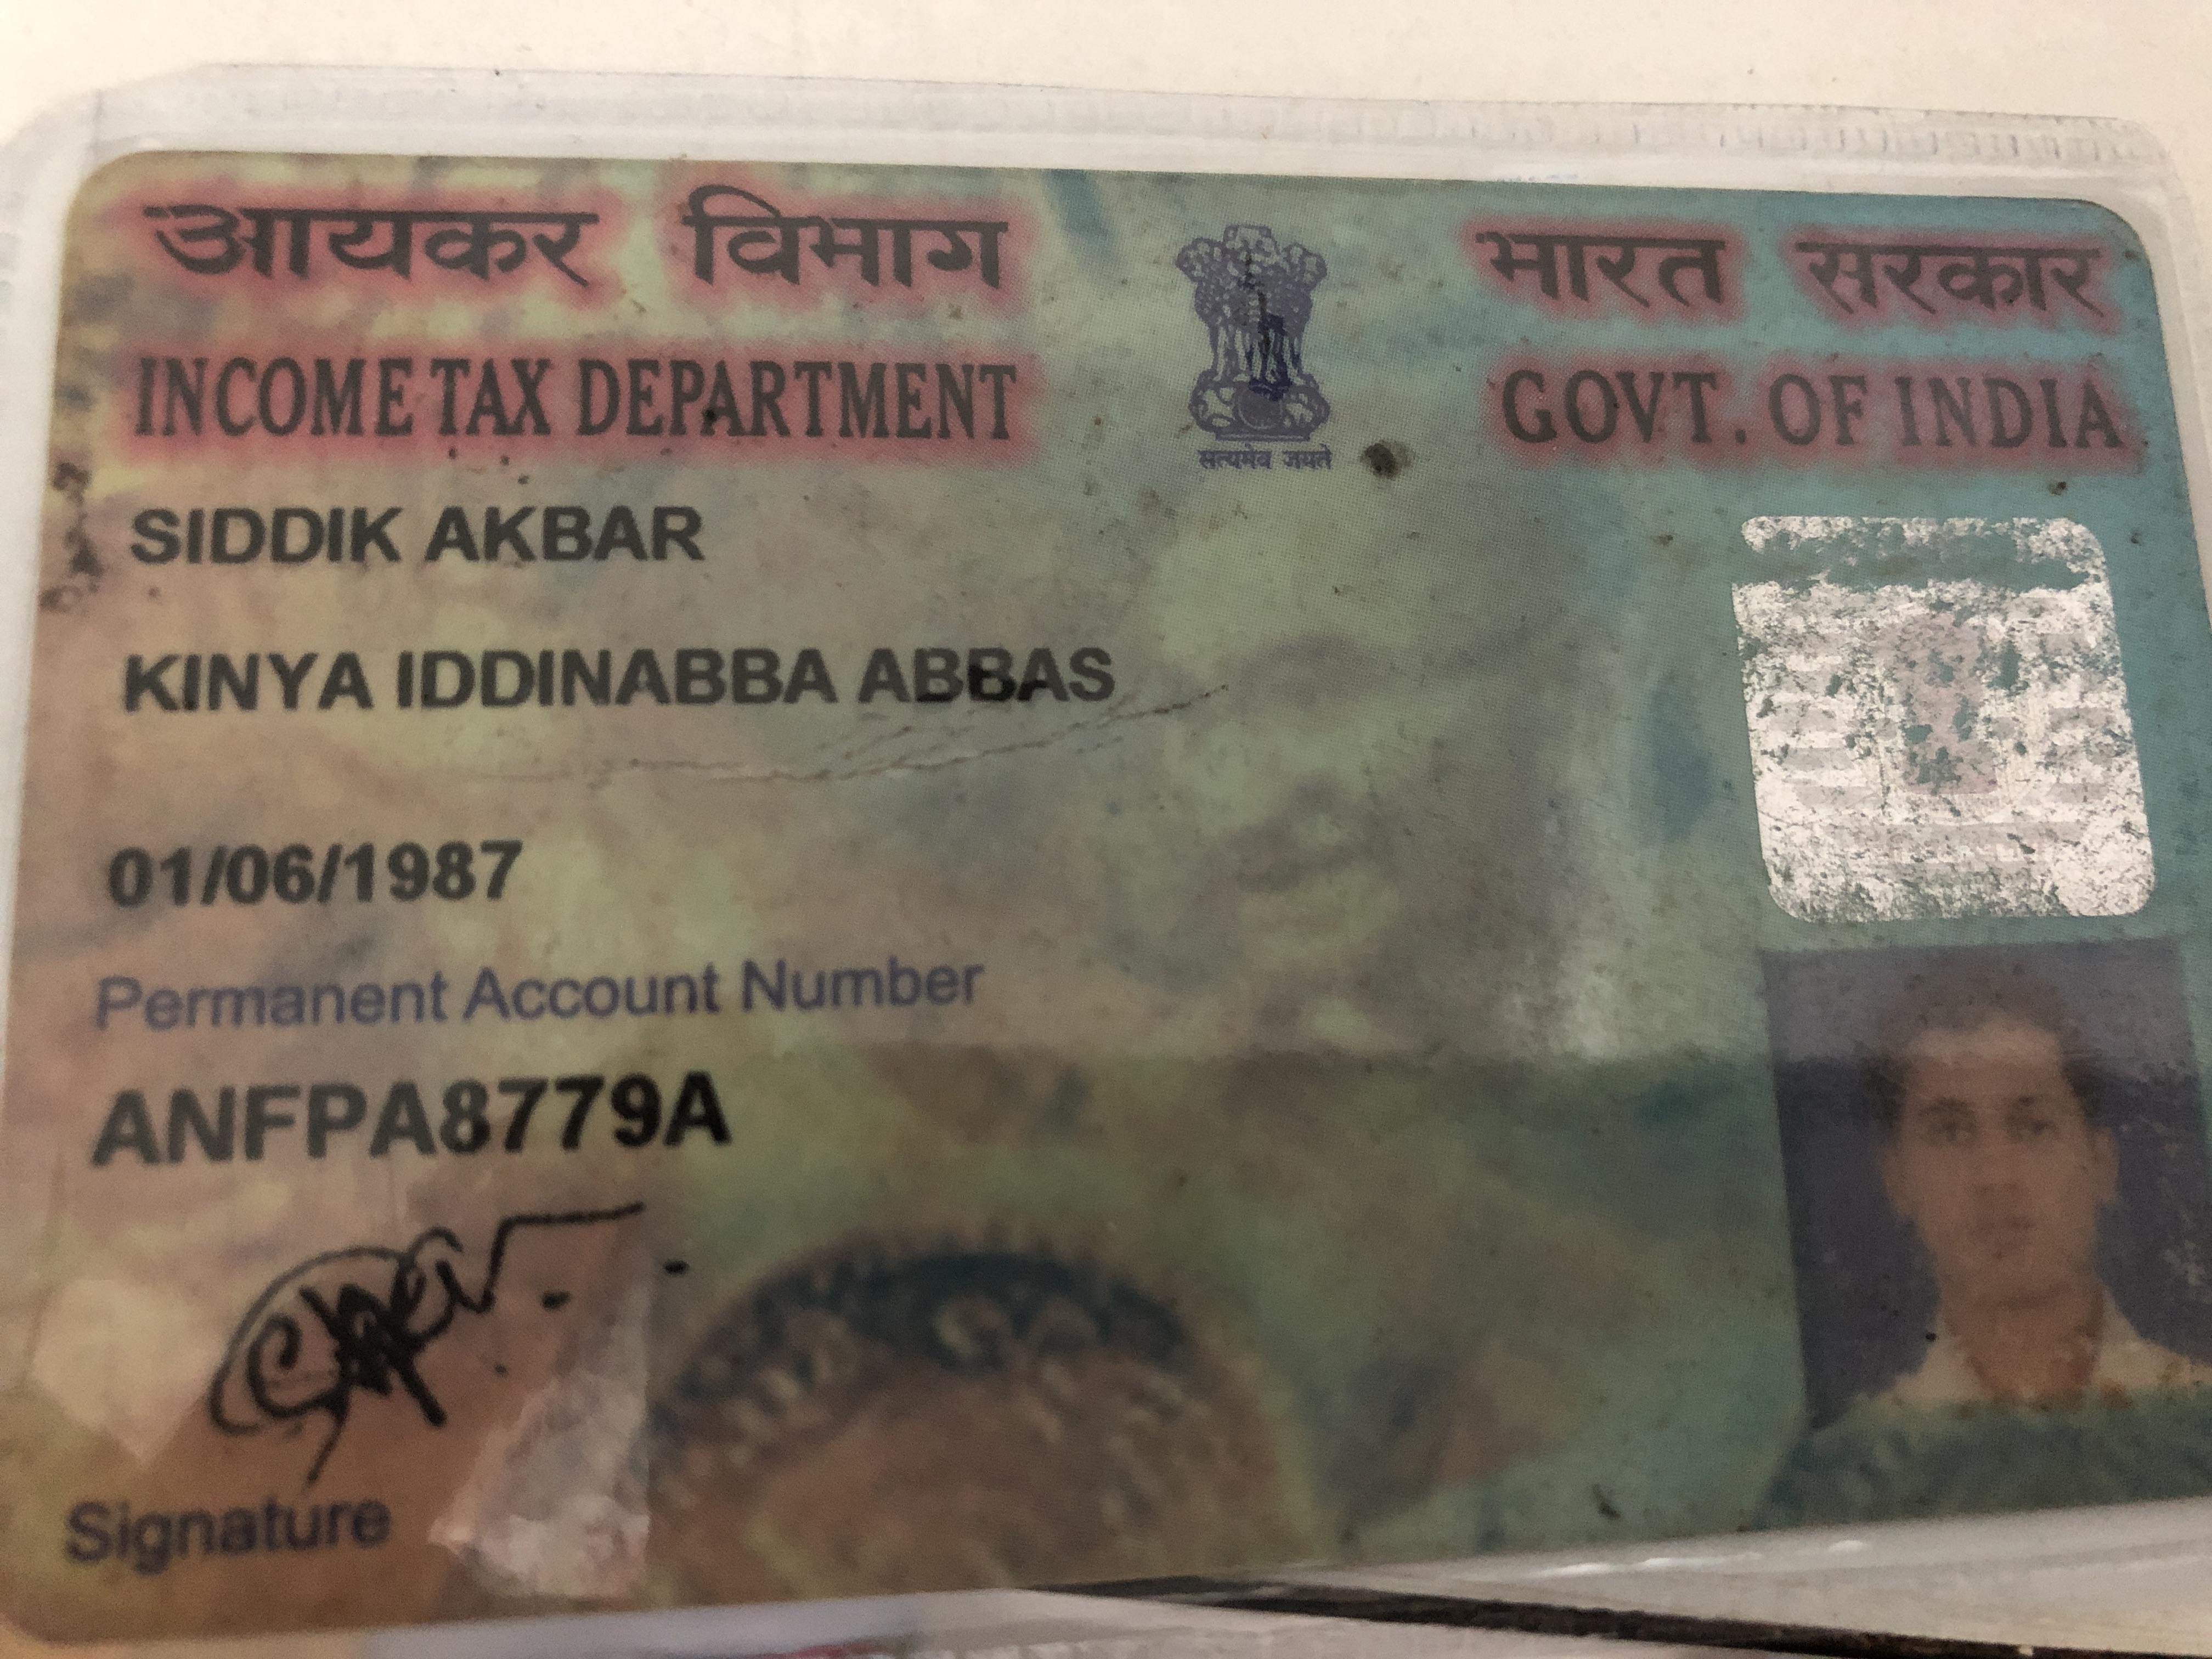 आयकर विभाग
INCOME TAX DEPARTMENT
सत्यमेव जयते
भारत सरकार
GOVT. OF INDIA
SIDDIK AKBAR
KINYA IDDINABBA ABBAS
01/06/1987
Permanent Account Number
ANFPA8779A
Signature